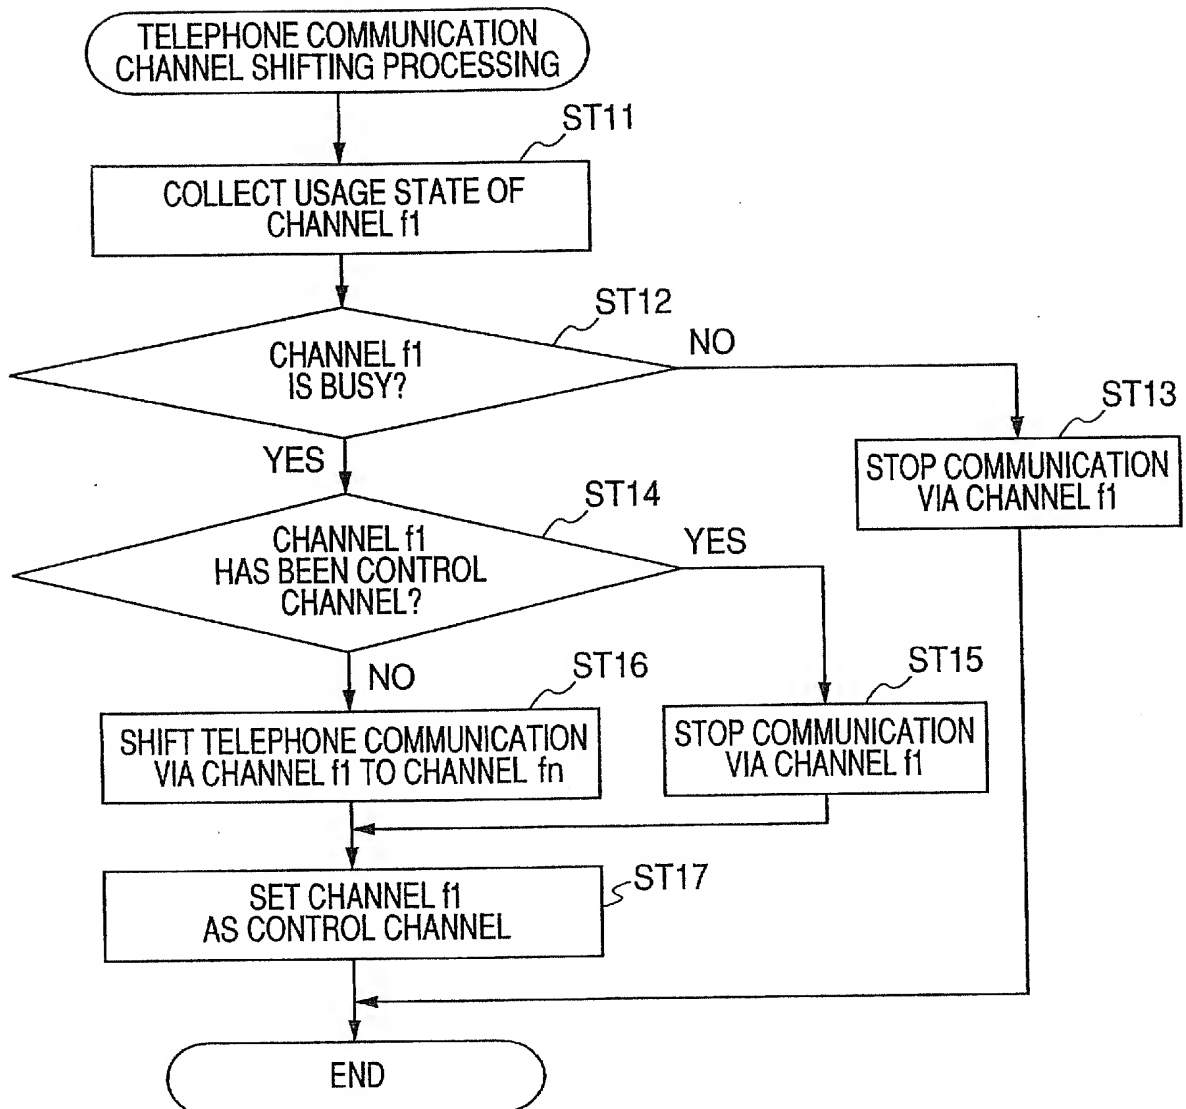 TELEPHONE COMMUNICATION
CHANNEL SHIFTING PROCESSING
ST11
COLLECT USAGE STATE OF
CHANNEL f1
ST12
CHANNEL f1
IS BUSY?
NO
ST13
STOP COMMUNICATION
VIA CHANNEL f1
YES
ST14
CHANNEL f1
HAS BEEN CONTROL
CHANNEL?
YES
NO
ST16
ST15
SHIFT TELEPHONE COMMUNICATION
VIA CHANNEL f1 TO CHANNEL fn
STOP COMMUNICATION
VIA CHANNEL f1
ST17
SET CHANNEL f1
AS CONTROL CHANNEL
END